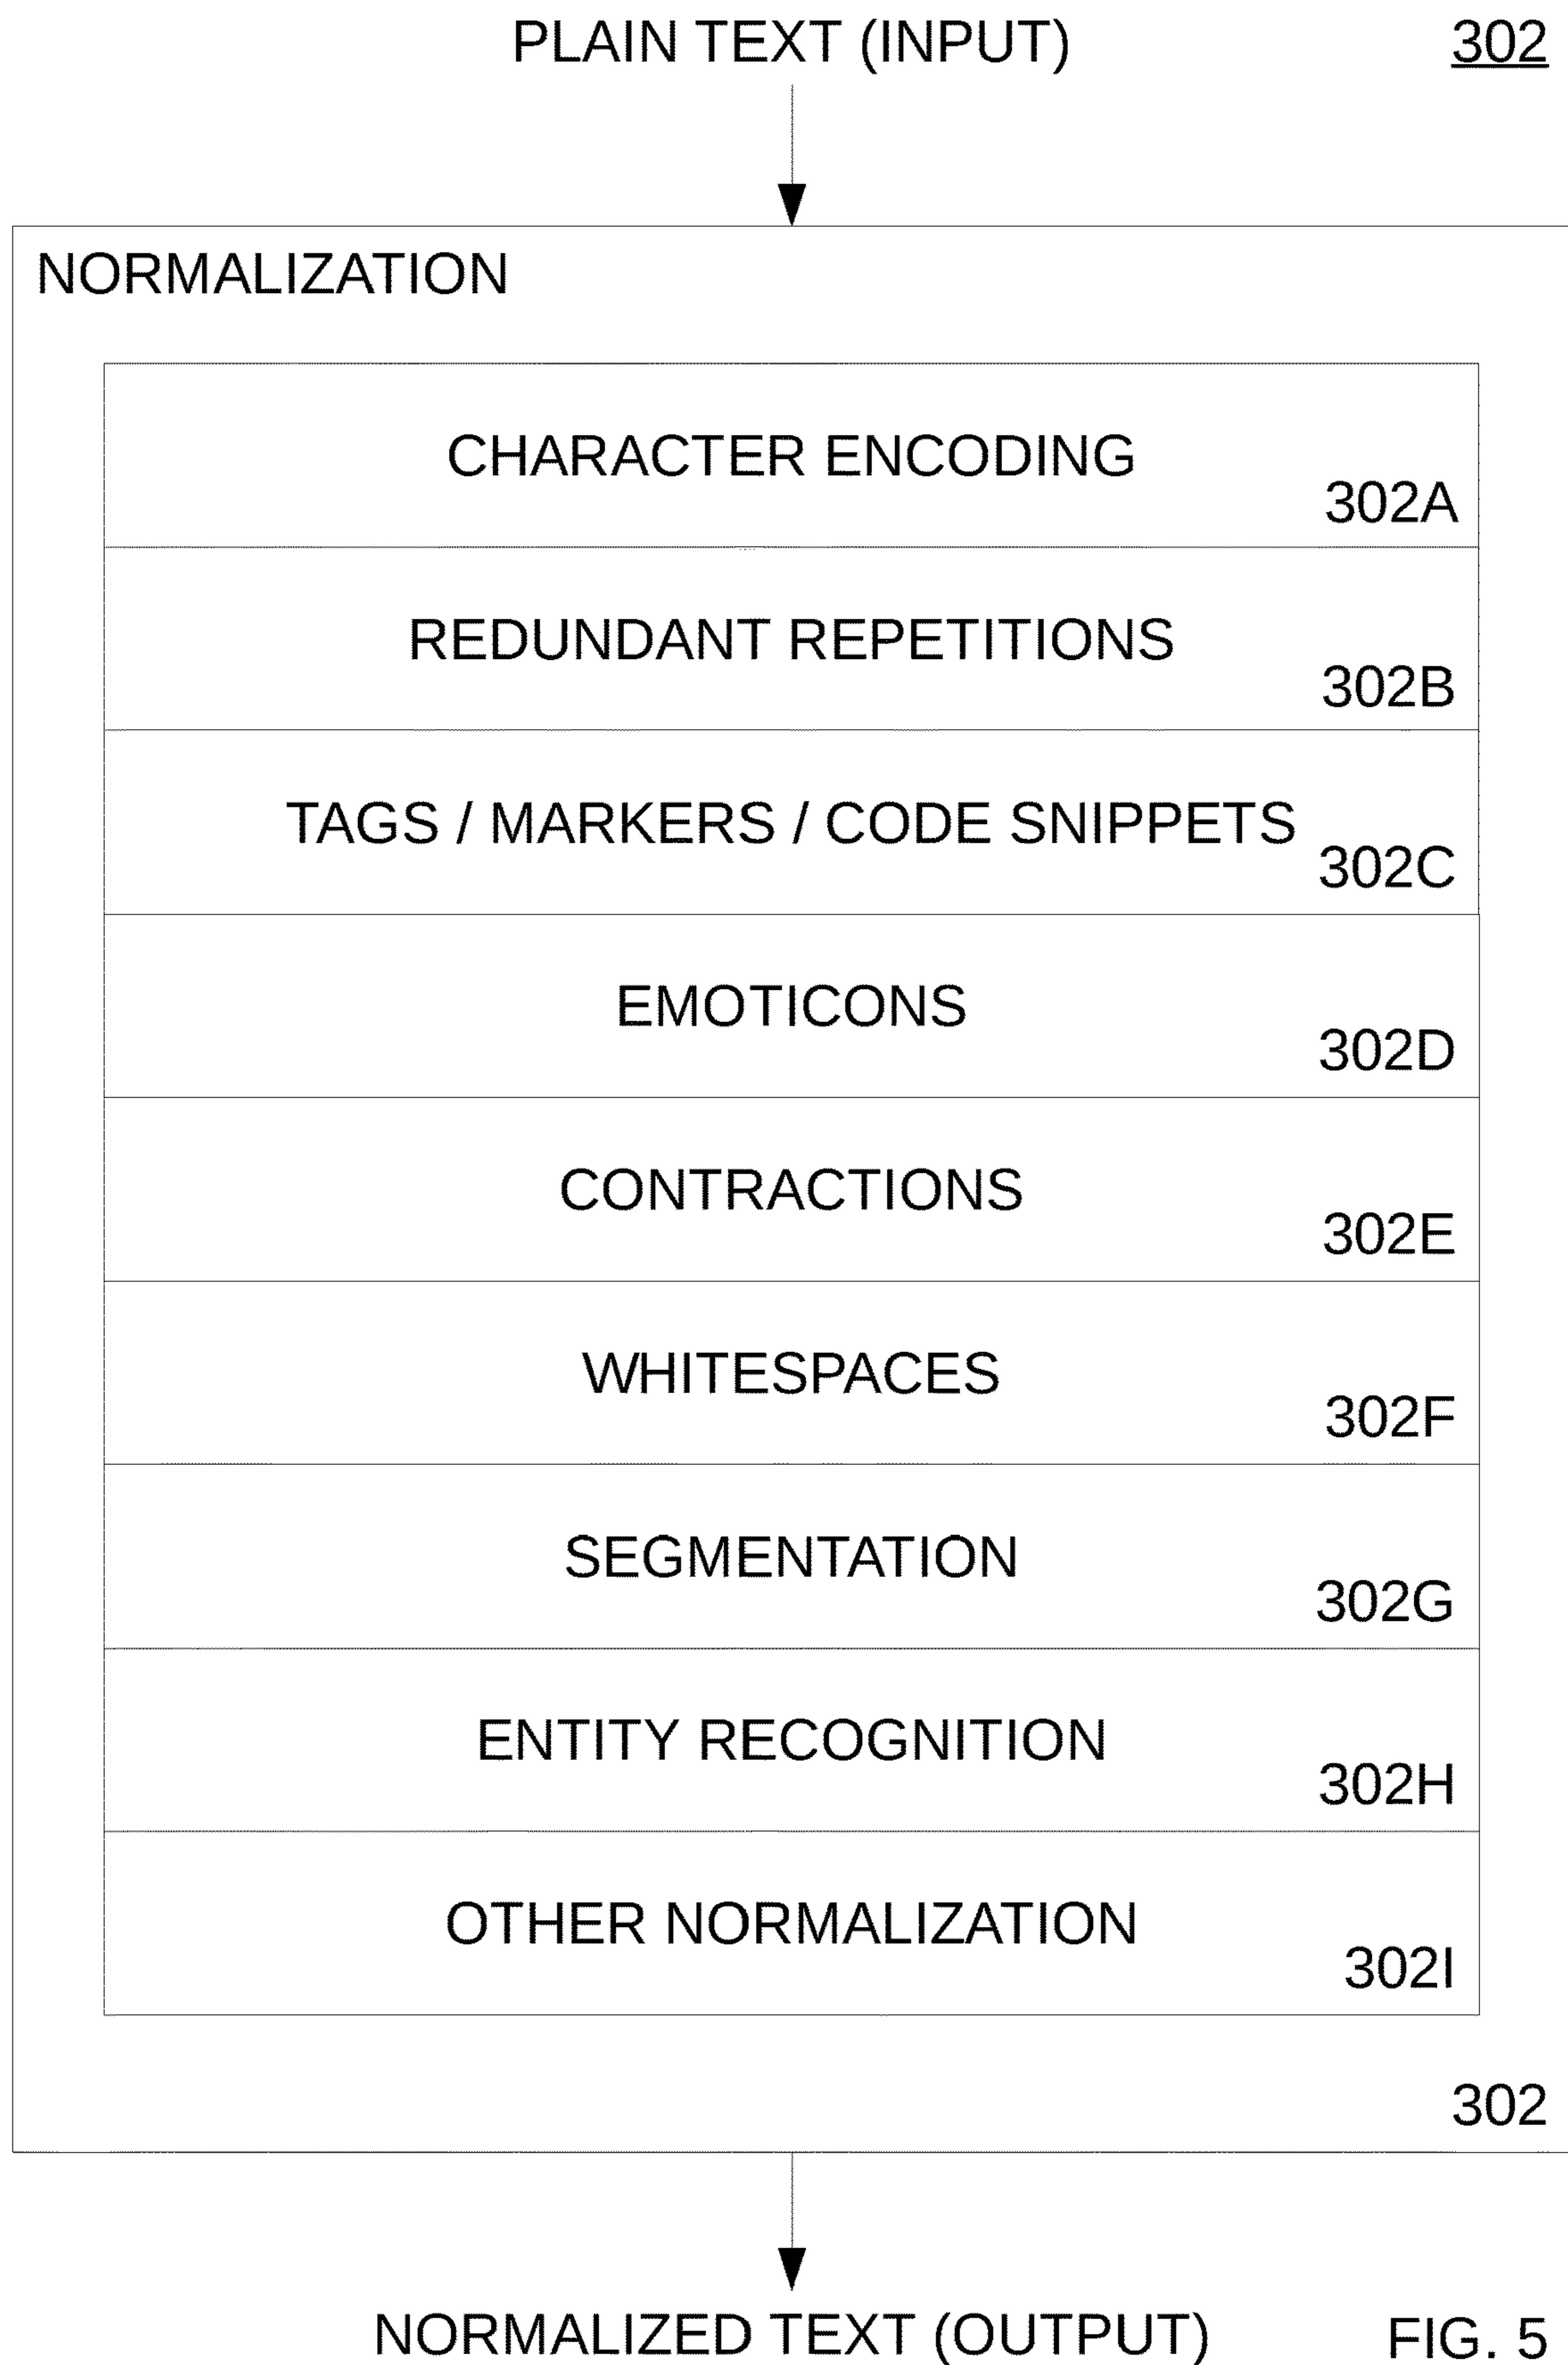 PLAIN TEXT (INPUT) 302
NORMALIZATION
CHARACTER ENCODING
302A
REDUNDANT REPETITIONS
302B
TAGS / MARKERS / CODE SNIPPETS
302C
EMOTICONS
302D
CONTRACTIONS
302E
WHITESPACES
302F
SEGMENTATION
302G
ENTITY RECOGNITION
302H
OTHER NORMALIZATION
302I
302
NORMALIZED TEXT (OUTPUT) FIG. 5